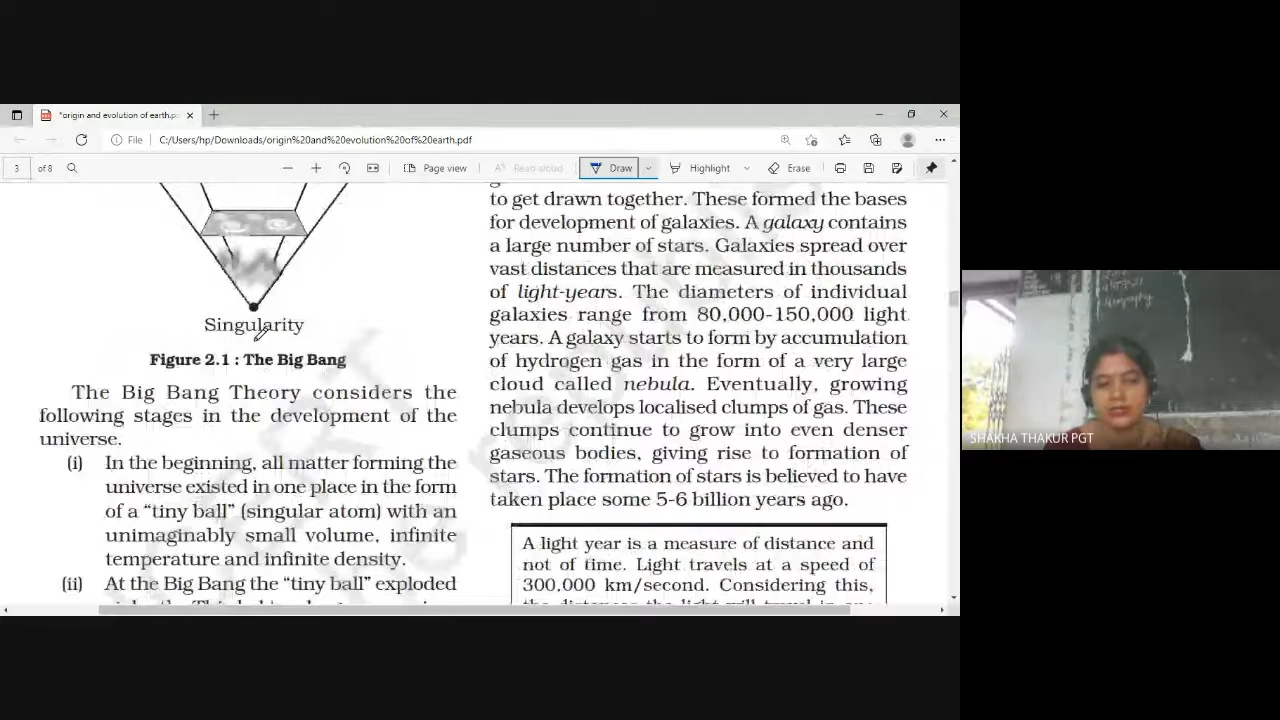 *origin and evolution of earth.p
File
C:/Users/hp/Downloads/origin%20and%20evolution%20of%20earth.pdf
3 of 8
Page view
Read aloud
Draw
Highlight
Erase
Singularity
Figure 2.1 : The Big Bang
The Big Bang Theory considers the
following stages in the development of the
universe.
(i) In the beginning, all matter forming the
universe existed in one place in the form
of a “tiny ball” (singular atom) with an
unimaginably small volume, infinite
temperature and infinite density.
(ii) At the Big Bang the “tiny ball” exploded
to get drawn together. These formed the bases
for development of galaxies. A galaxy contains
a large number of stars. Galaxies spread over
vast distances that are measured in thousands
of light-years. The diameters of individual
galaxies range from 80,000-150,000 light
years. A galaxy starts to form by accumulation
of hydrogen gas in the form of a very large
cloud called nebula. Eventually, growing
nebula develops localised clumps of gas. These
clumps continue to grow into even denser
gaseous bodies, giving rise to formation of
stars. The formation of stars is believed to have
taken place some 5-6 billion years ago.
A light year is a measure of distance and
not of time. Light travels at a speed of
300,000 km/second. Considering this,
the distances the light will travel in one
SHAKHA THAKUR PGT